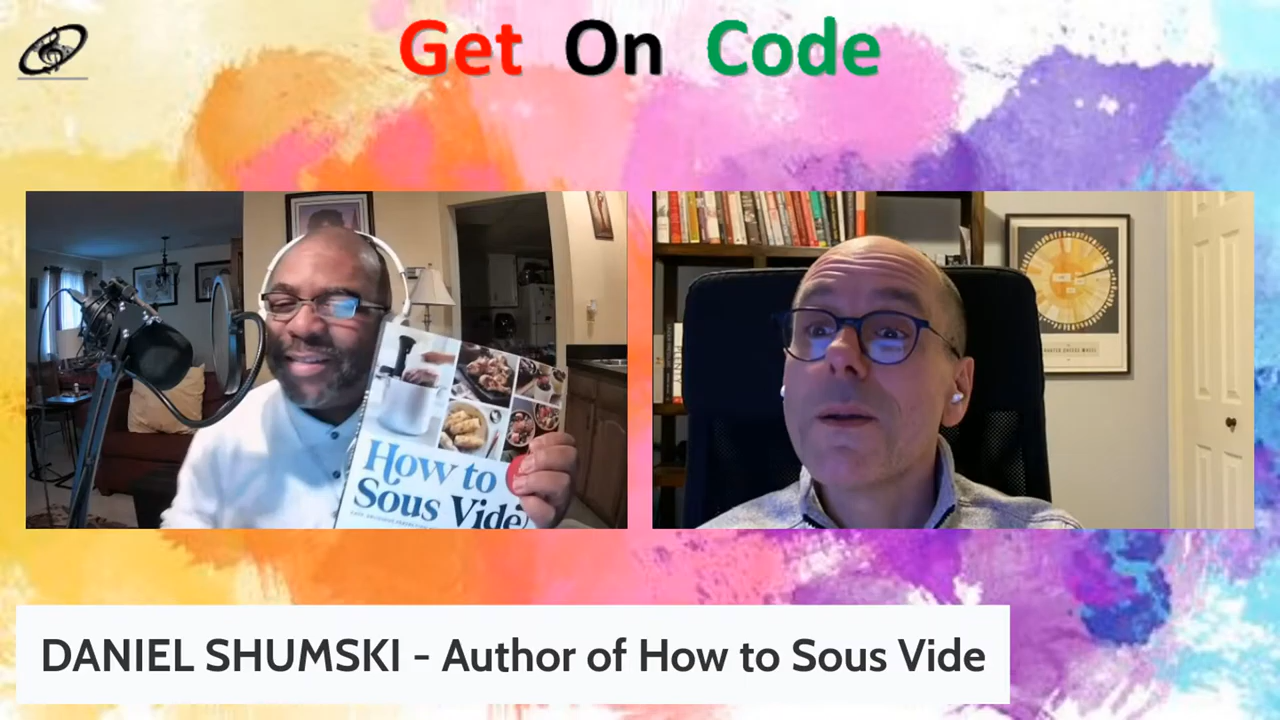 Get On Code
How to
Sous Vide
DANIEL SHUMSKI - Author of How to Sous Vide